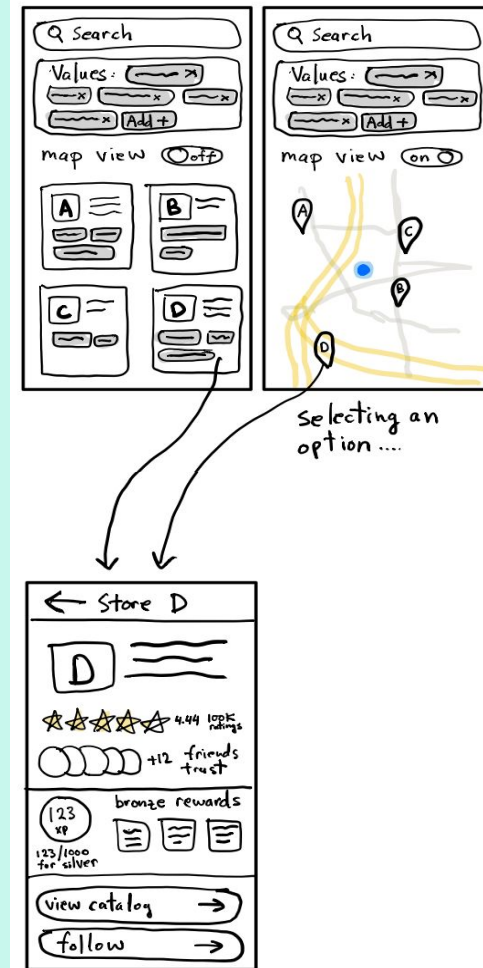 Search
Values: x
x x x
x Add +
map view off
A B
C D
Search
Values: x
x x x
x Add +
map view on
A
C
B
D
selecting an
option ....
← Store D
D
4.44 100K
ratings
+12 friends
trust
123
xp
123/1000
for silver
bronze rewards
view catalog →
follow →